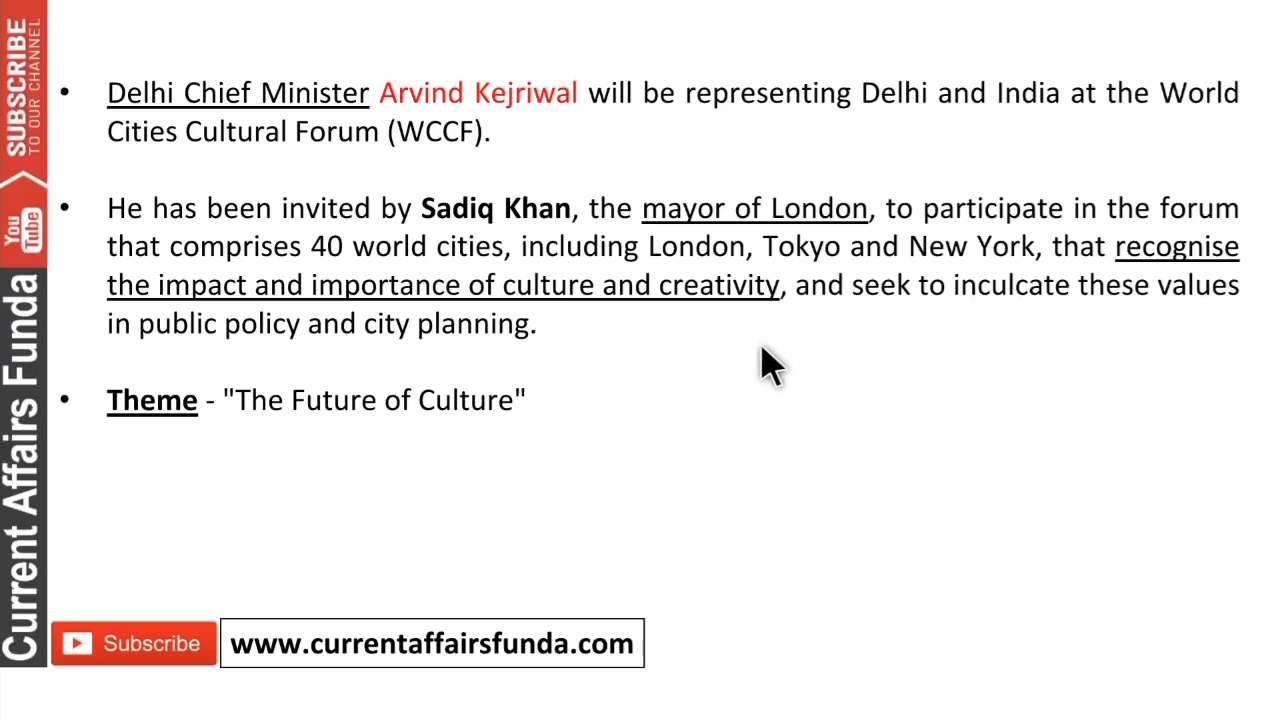 • Delhi Chief Minister Arvind Kejriwal will be representing Delhi and India at the World
Cities Cultural Forum (WCCF).
• He has been invited by Sadiq Khan, the mayor of London, to participate in the forum
that comprises 40 world cities, including London, Tokyo and New York, that recognise
the impact and importance of culture and creativity, and seek to inculcate these values
in public policy and city planning.
• Theme - "The Future of Culture"
SUBSCRIBE
TO OUR CHANNEL
You
Tube
Current Affairs Funda
Subscribe
www.currentaffairsfunda.com